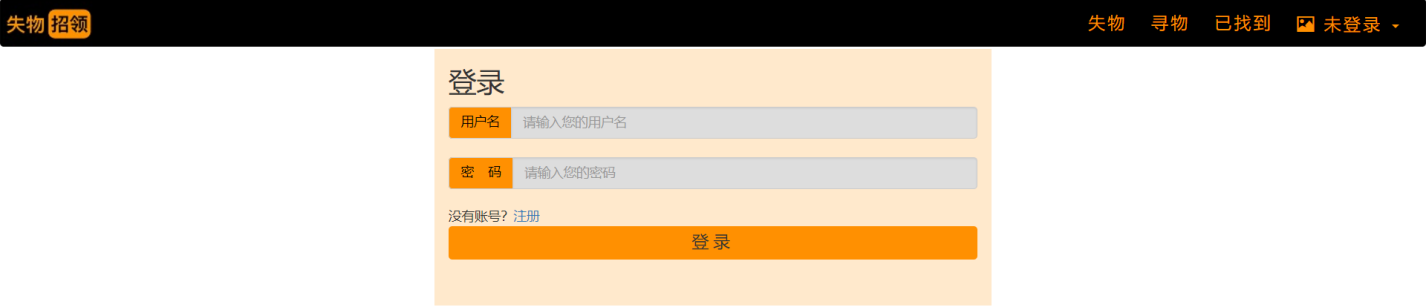 失物 招领 失物 寻物 已找到 未登录
登录
用户名 请输入您的用户名
密 码 请输入您的密码
没有账号? 注册
登 录